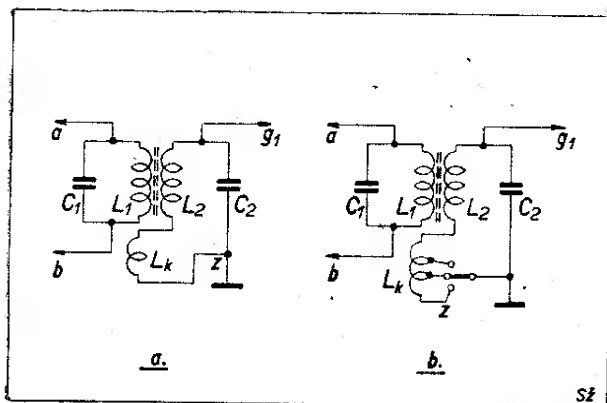 a g₁ a g₁
C₁ L₁ L₂ C₂ C₁ L₁ L₂ C₂
b Lₖ z b Lₖ z
a. b.
SŽ